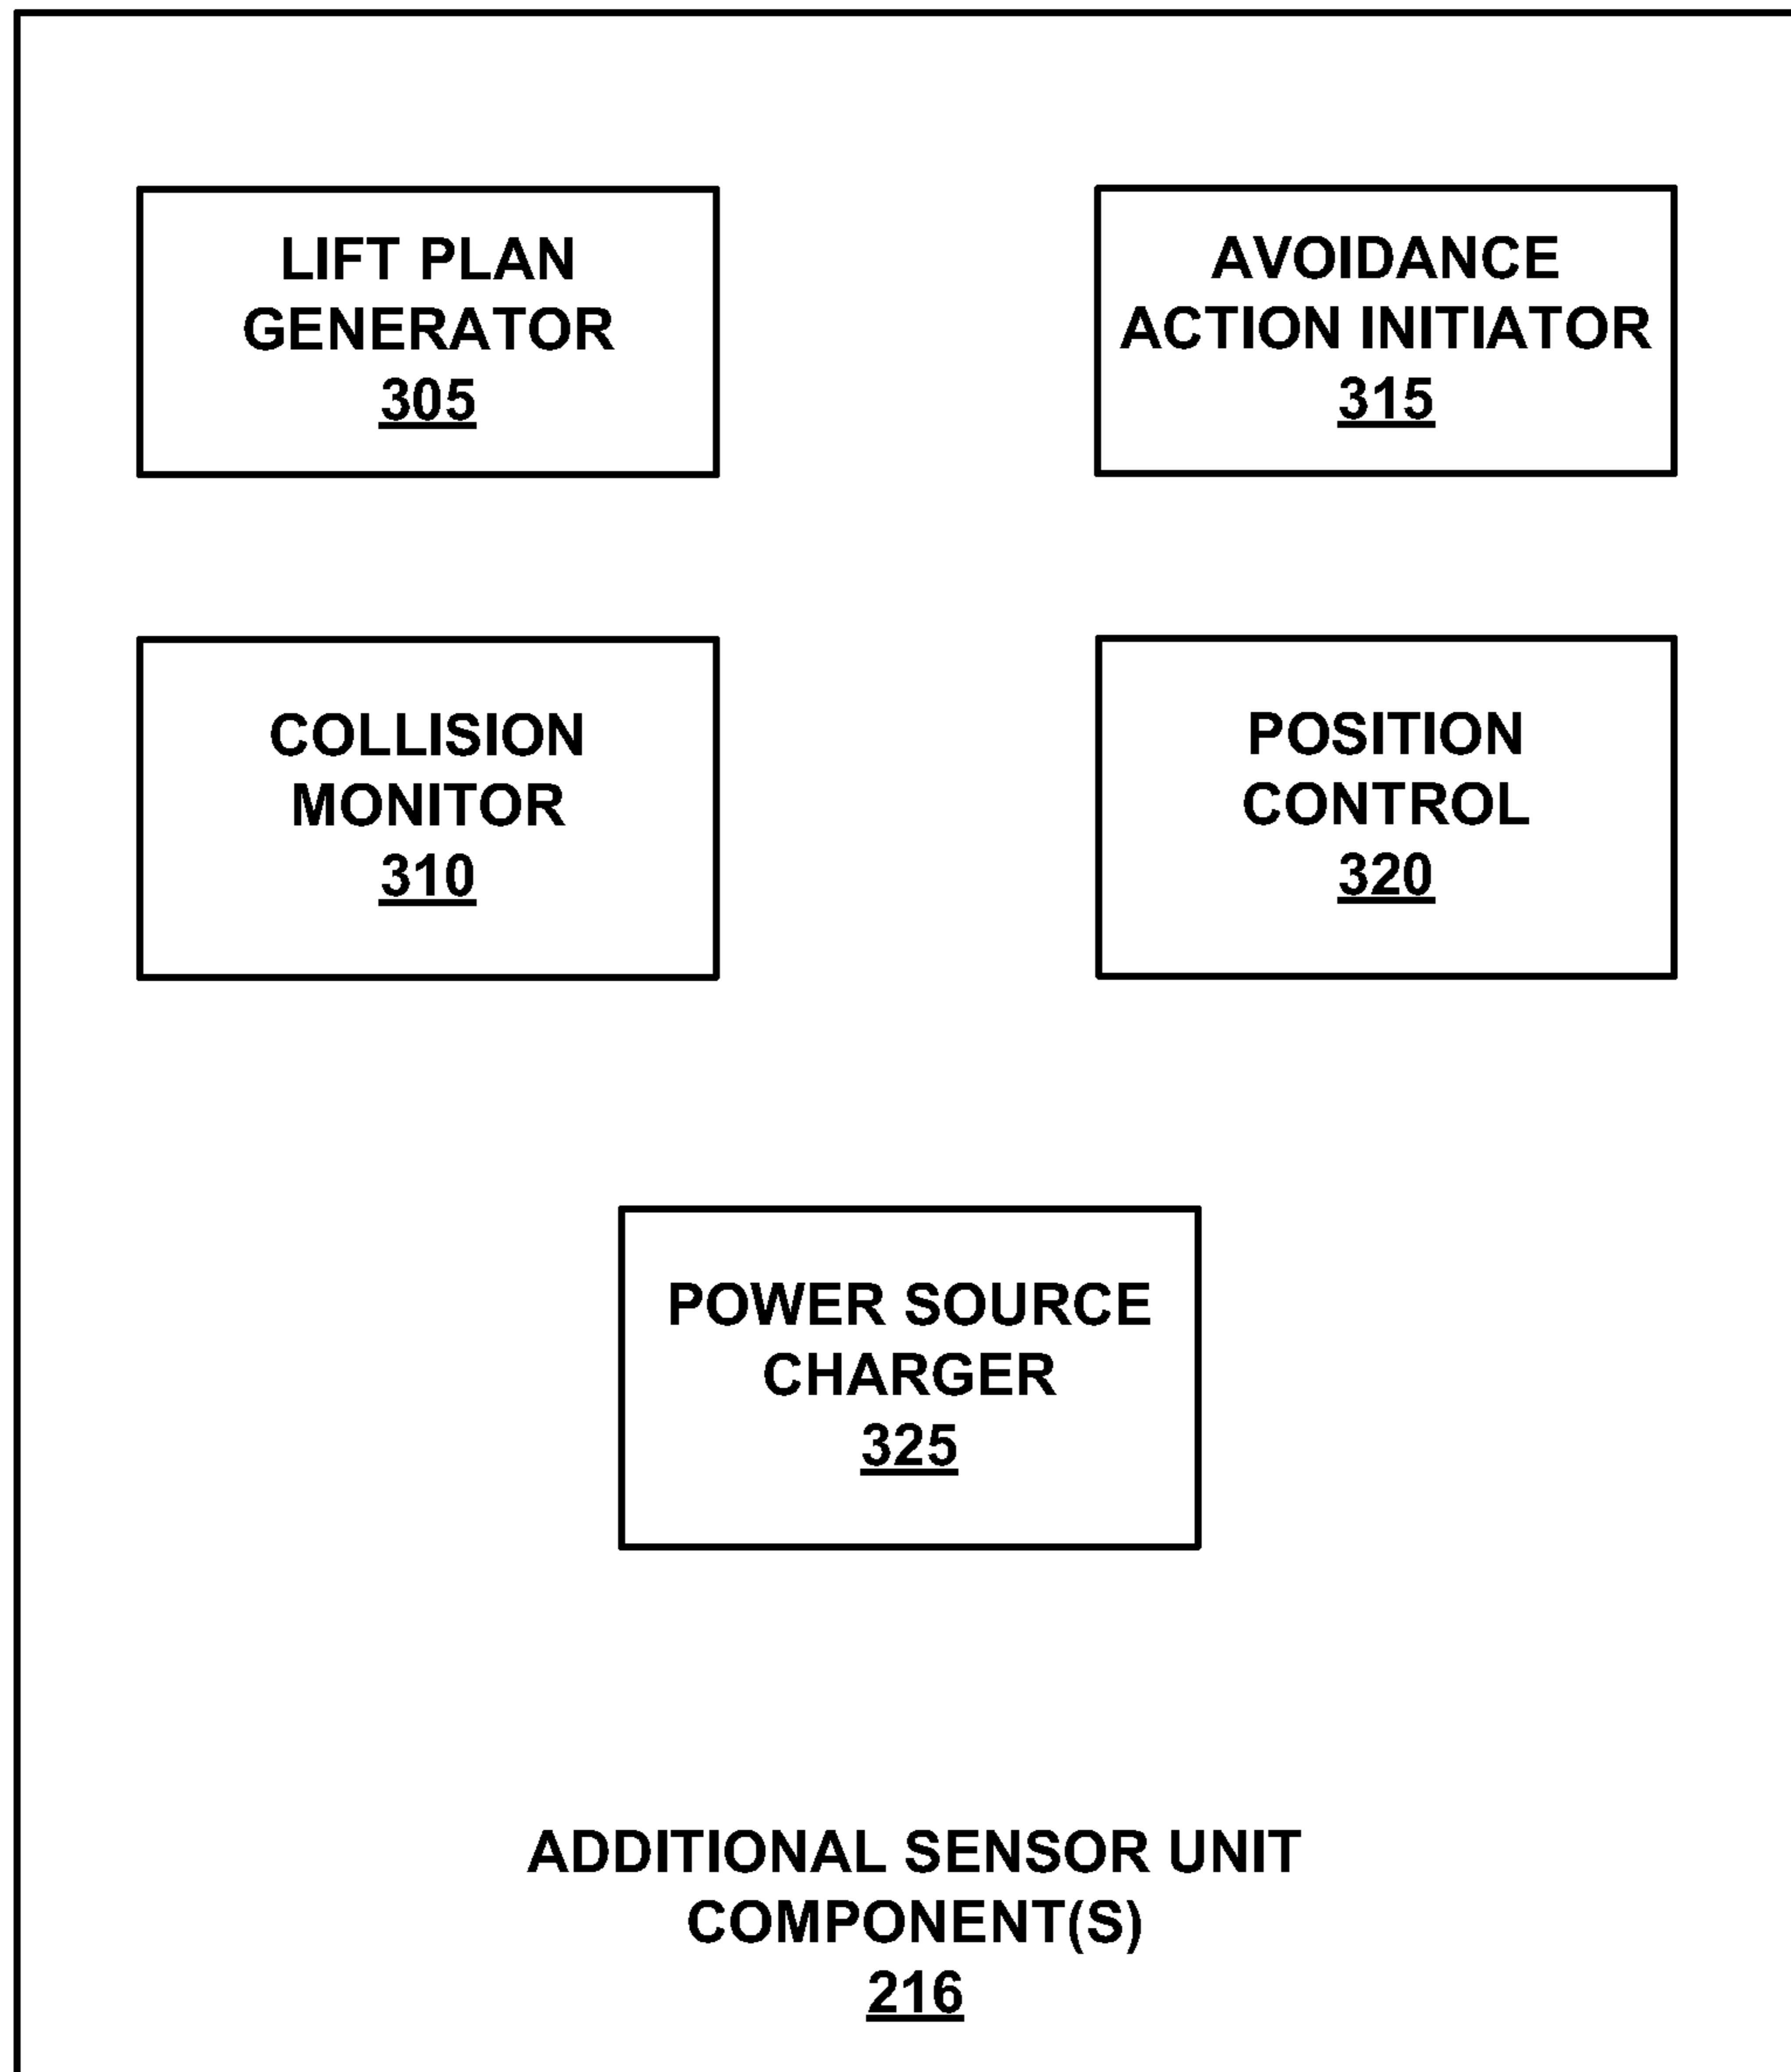 LIFT PLAN
GENERATOR
305
AVOIDANCE
ACTION INITIATOR
315
COLLISION
MONITOR
310
POSITION
CONTROL
320
POWER SOURCE
CHARGER
325
ADDITIONAL SENSOR UNIT
COMPONENT(S)
216